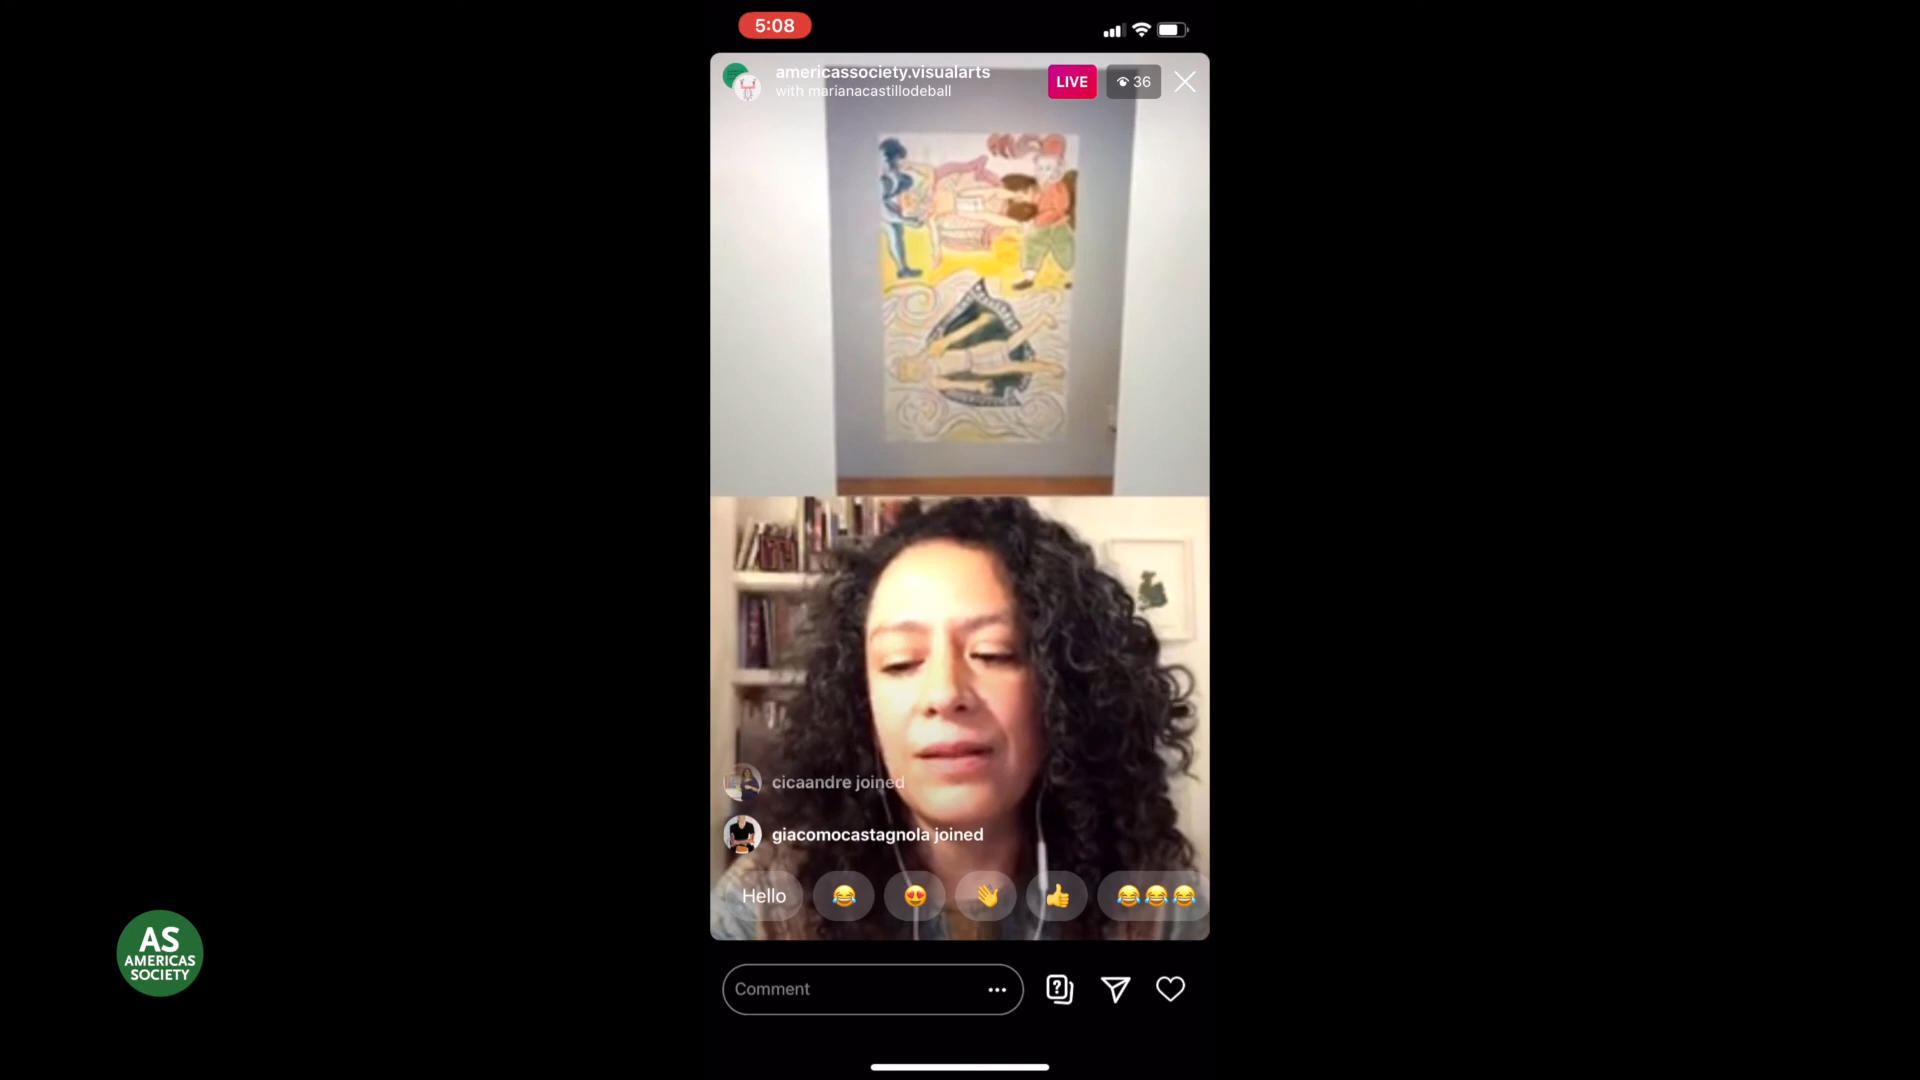 5:08
americassociety.visualarts
with marianacastillodeball
LIVE
36
cicaandre joined
giacomocastagnola joined
Hello
Comment
AS
AMERICAS
SOCIETY